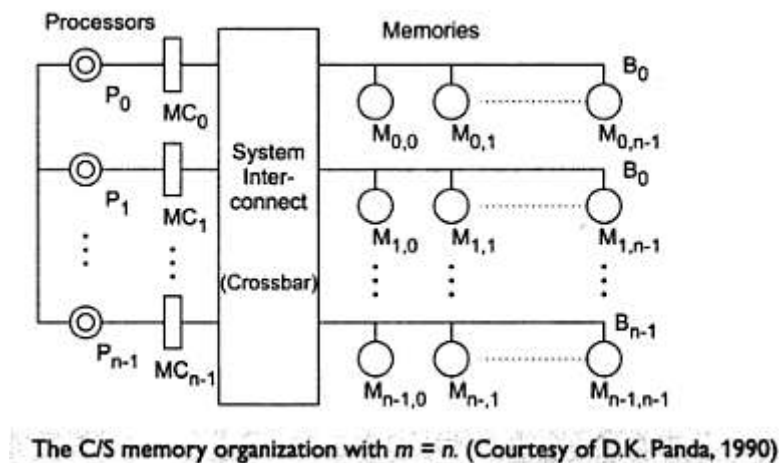 Processors
Memories
B0
P0
MC0
M0,0
M0,1
M0,n-1
System
Inter-
connect
(Crossbar)
B0
P1
MC1
M1,0
M1,1
M1,n-1
Bn-1
Pn-1
MCn-1
Mn-1,0
Mn-,1
Mn-1,n-1
The C/S memory organization with m = n. (Courtesy of D.K. Panda, 1990)